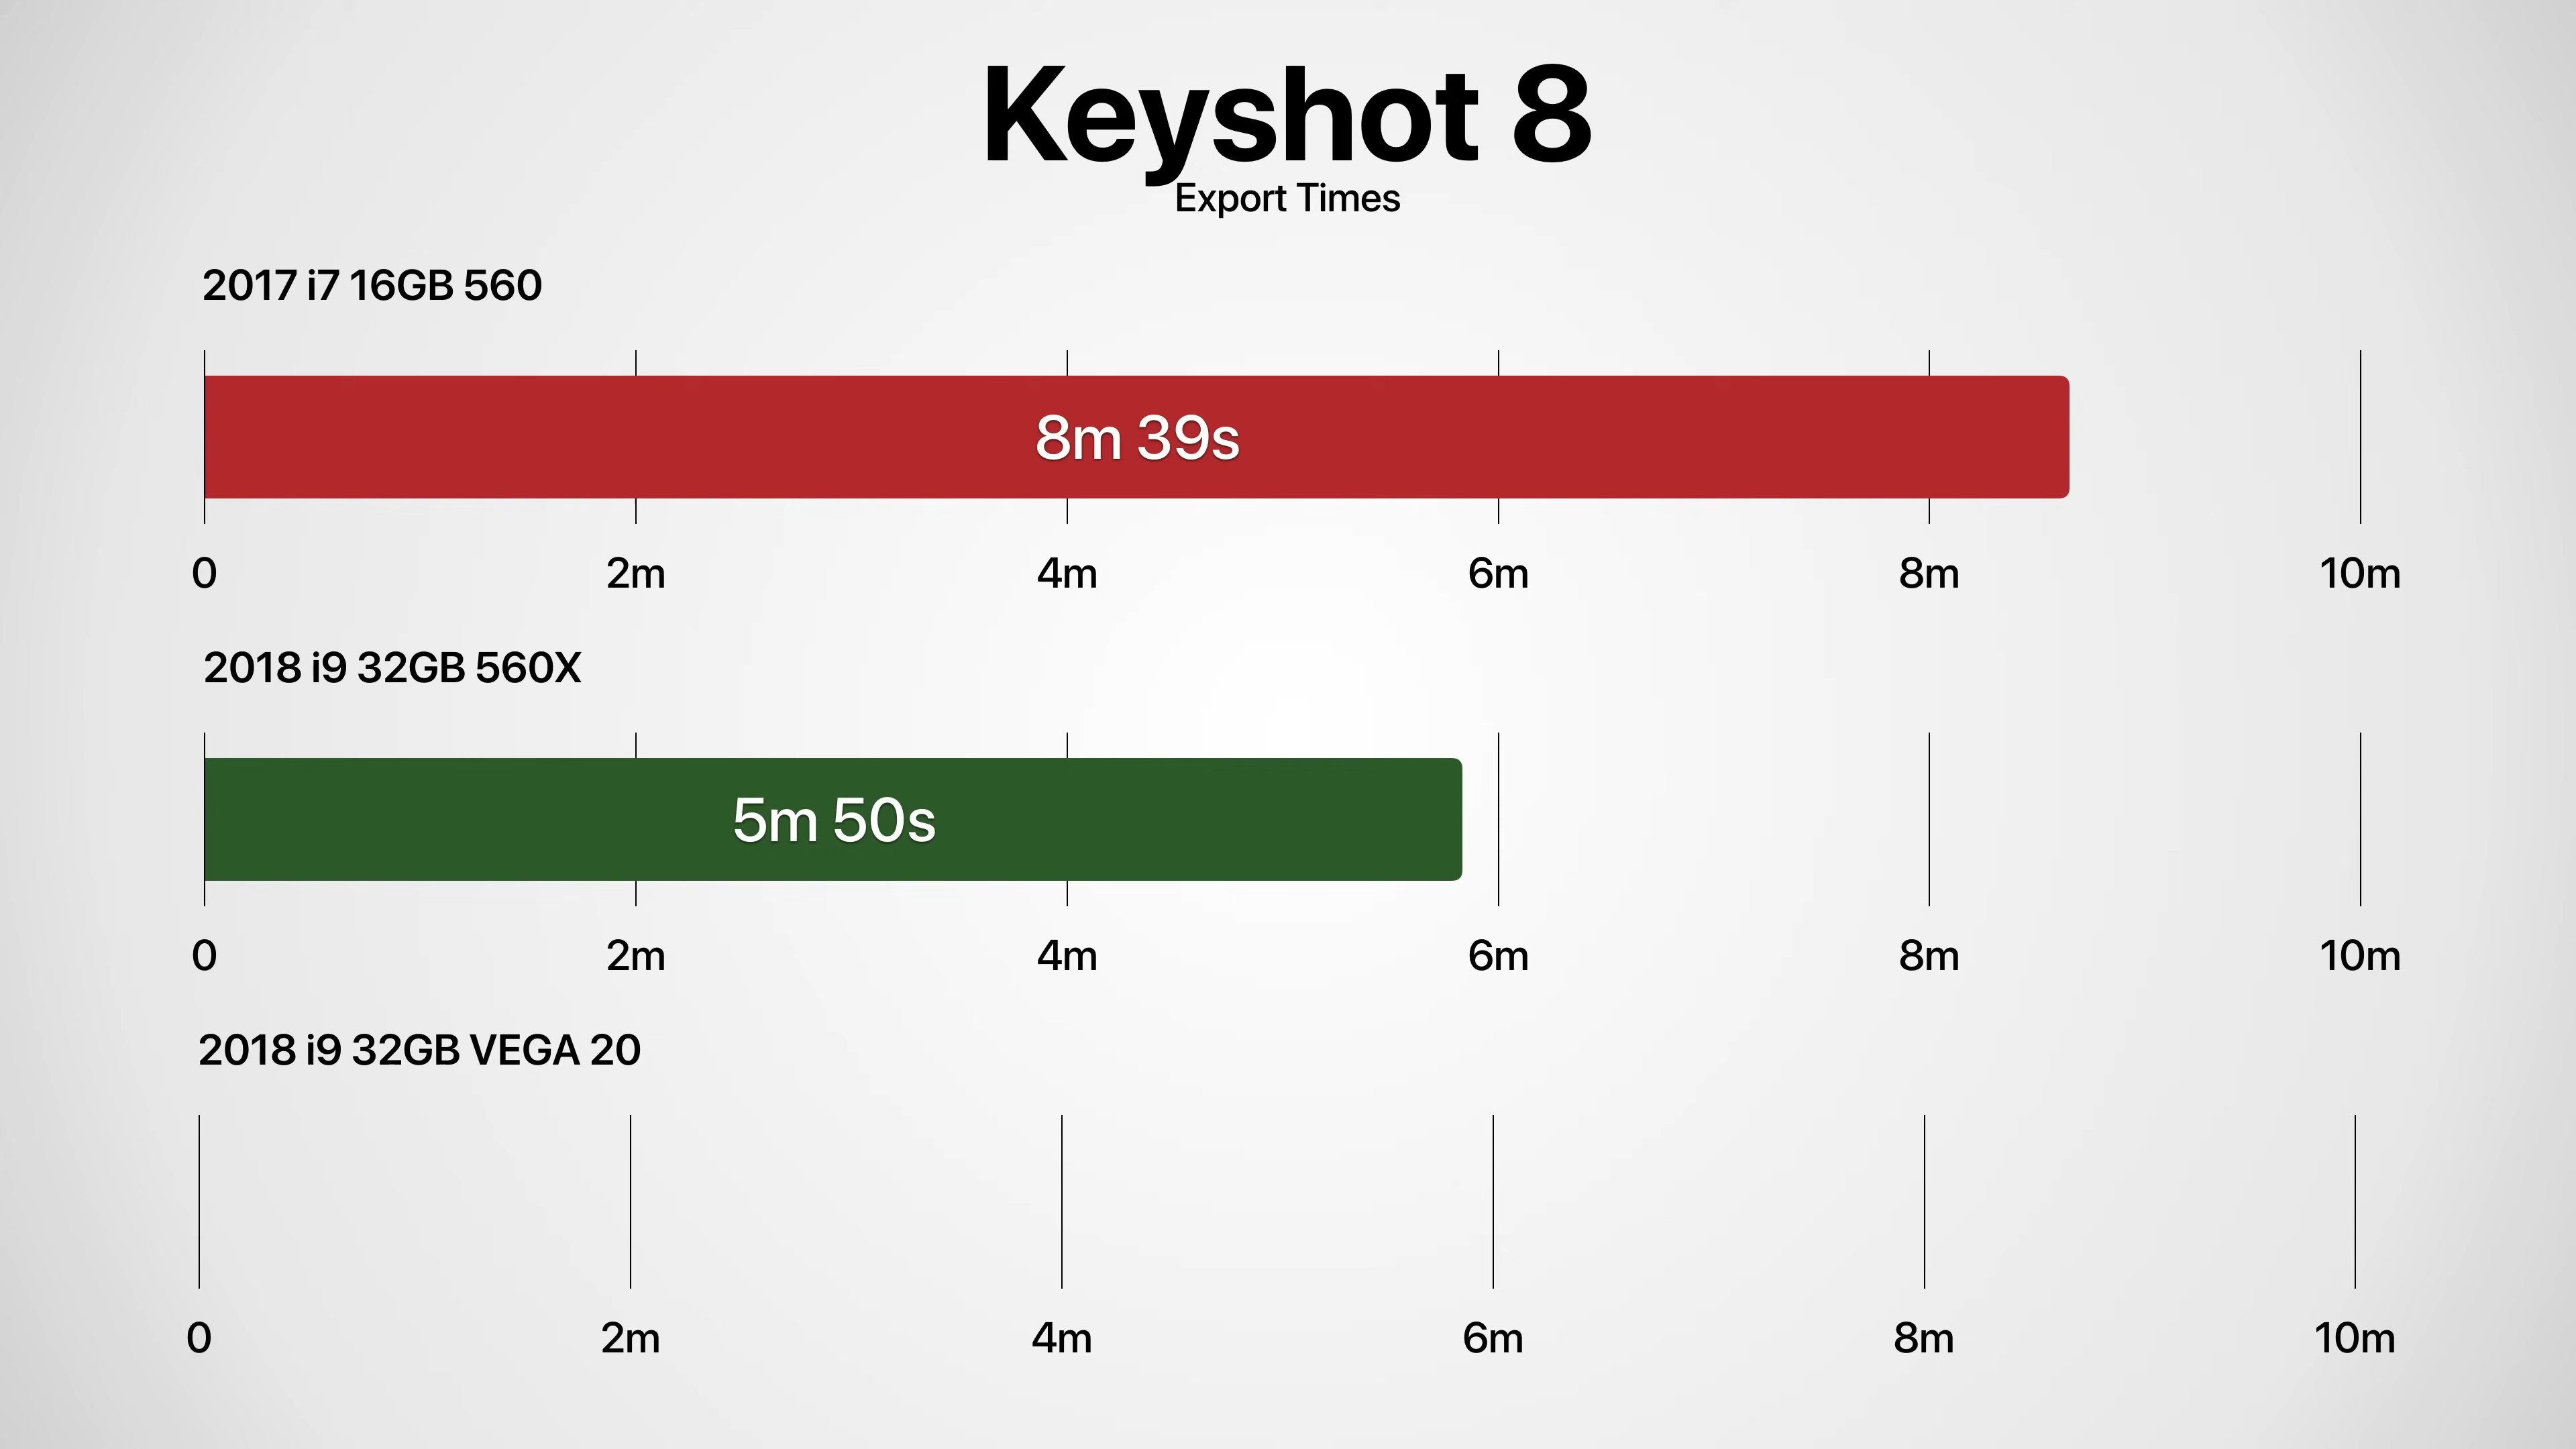 Keyshot 8
Export Times
2017 i7 16GB 560
8m 39s
0 2m 4m 6m 8m 10m
2018 i9 32GB 560X
5m 50s
0 2m 4m 6m 8m 10m
2018 i9 32GB VEGA 20
0 2m 4m 6m 8m 10m